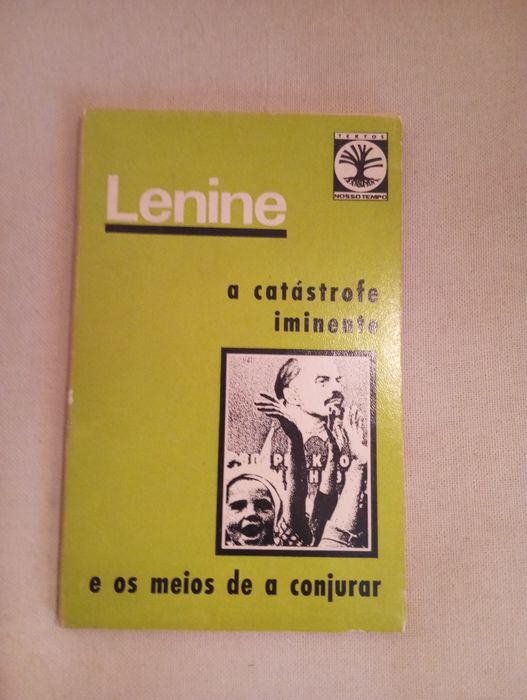 TEXTOS
NOSSO TEMPO
Lenine
a catástrofe
iminente
e os meios de a conjurar